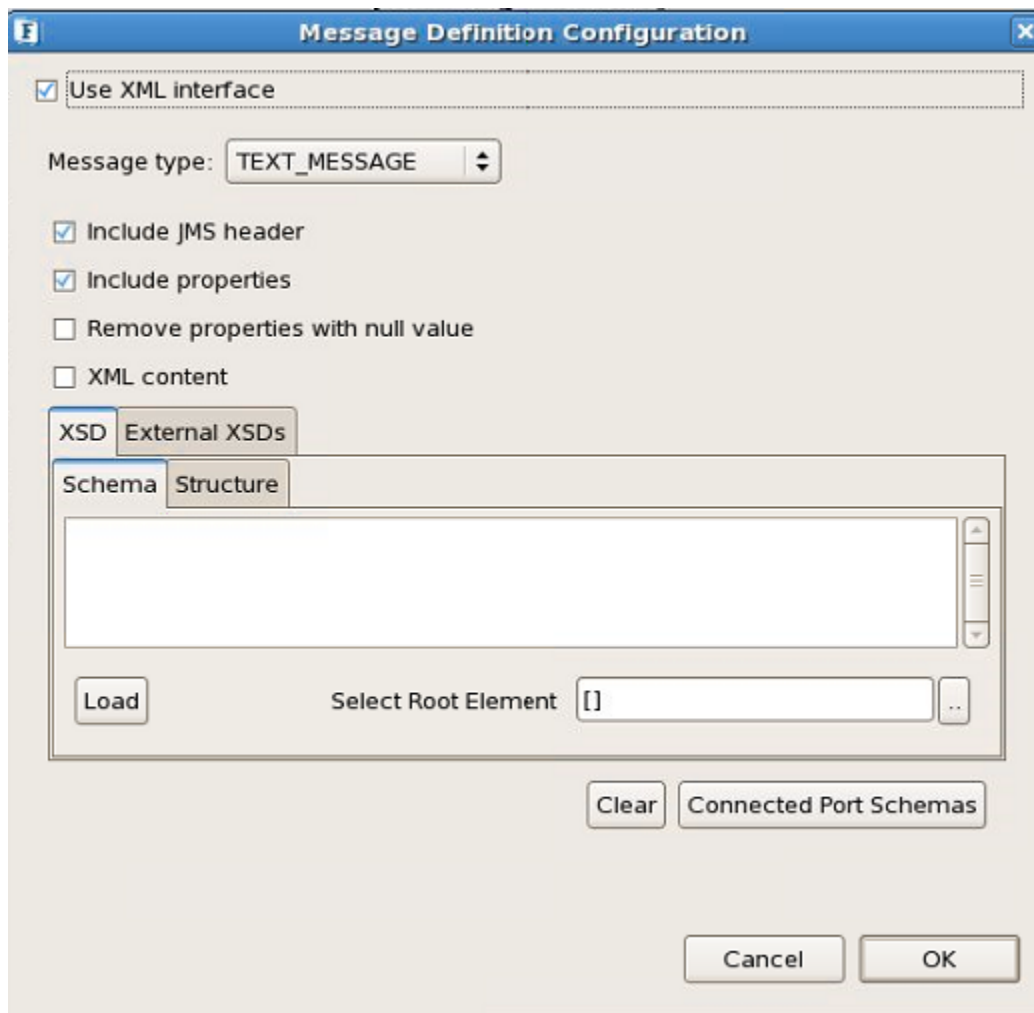 Message Definition Configuration
Use XML interface
Message type: TEXT_MESSAGE
Include JMS header
Include properties
Remove properties with null value
XML content
XSD External XSDs
Schema Structure
Load Select Root Element [] ..
Clear Connected Port Schemas
Cancel OK